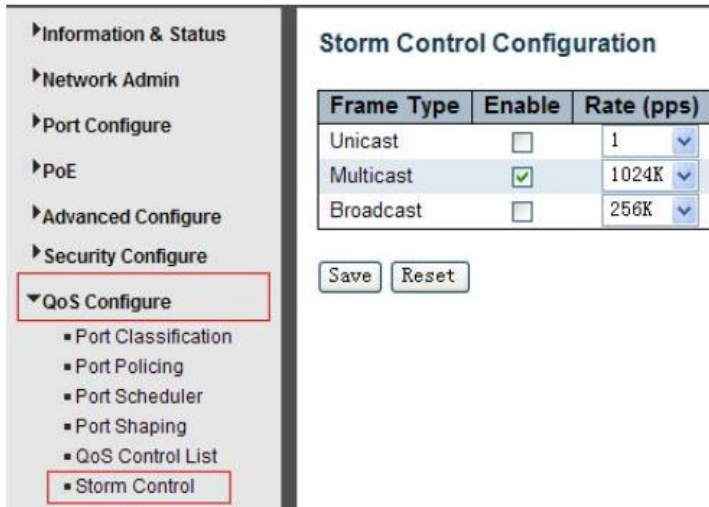 Information & Status
Network Admin
Port Configure
PoE
Advanced Configure
Security Configure
QoS Configure
Port Classification
Port Policing
Port Scheduler
Port Shaping
QoS Control List
Storm Control
Storm Control Configuration
Frame Type Enable Rate (pps)
Unicast 1
Multicast 1024K
Broadcast 256K
Save Reset